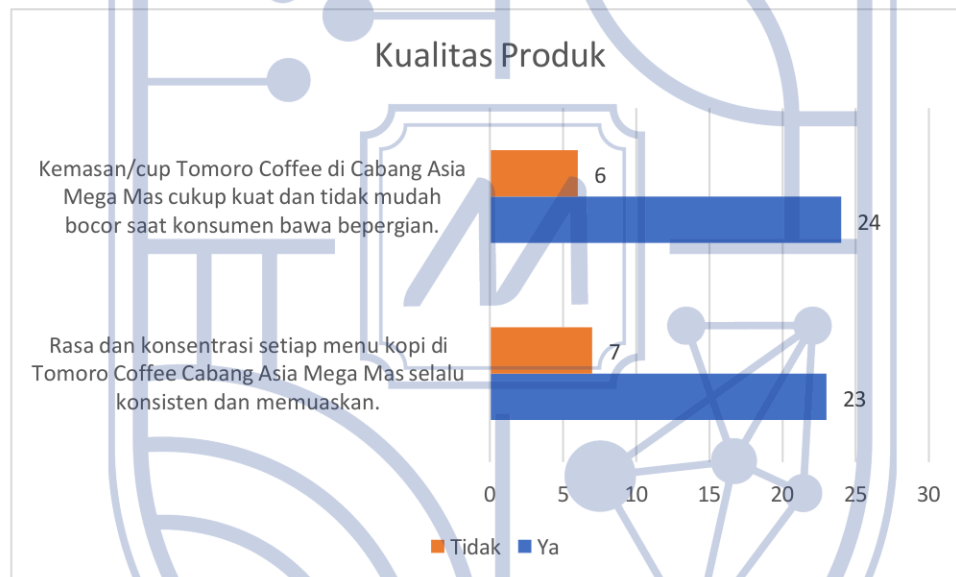 Kualitas Produk
Kemasan/cup Tomoro Coffee di Cabang Asia
Mega Mas cukup kuat dan tidak mudah
bocor saat konsumen bawa bepergian.
6
24
Rasa dan konsentrasi setiap menu kopi di
Tomoro Coffee Cabang Asia Mega Mas selalu
konsisten dan memuaskan.
7
23
0 5 10 15 20 25 30
Tidak Ya